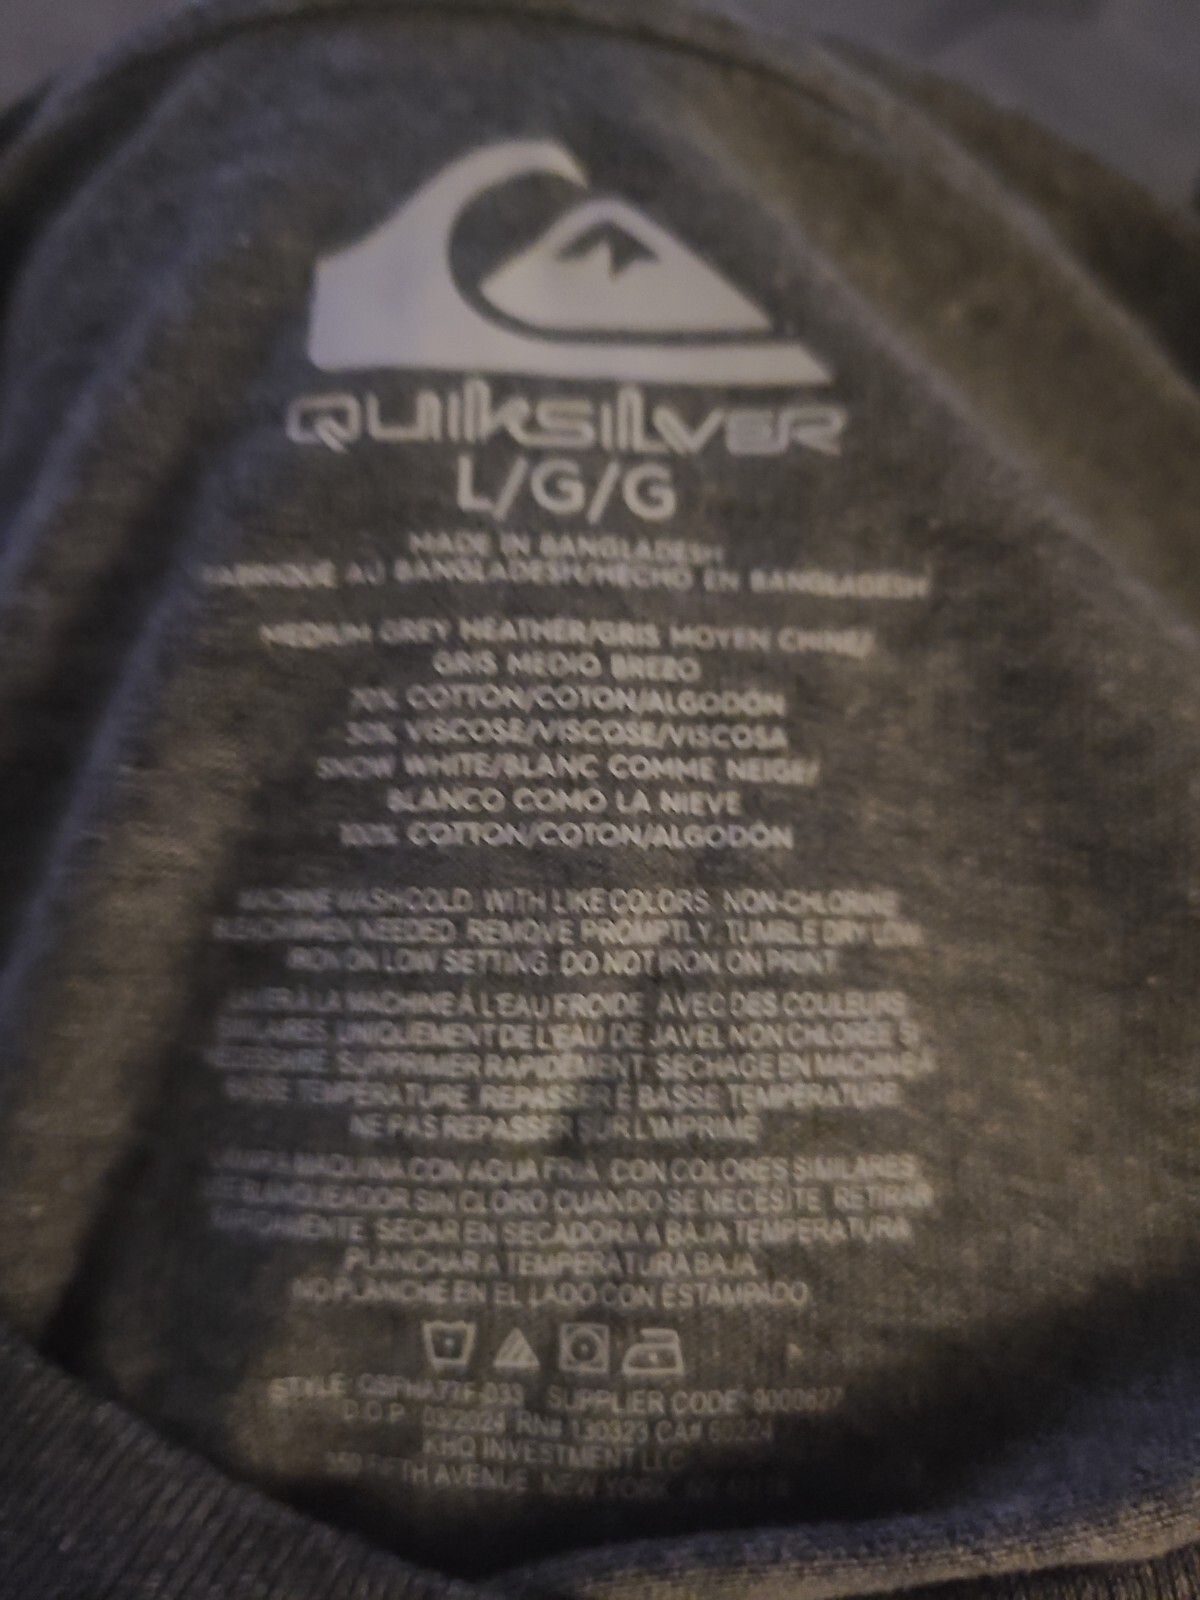 QUIKSILVER
L/G/G
MADE IN BANGLADESH
FABRIQUÉ AU BANGLADESH/HECHO EN BANGLADESH
MEDIUM GREY HEATHER/GRIS MOYEN CHINÉ/
GRIS MEDIO BREZO
70% COTTON/COTON/ALGODÓN
30% VISCOSE/VISCOSE/VISCOSA
SNOW WHITE/BLANC COMME NEIGE/
BLANCO COMO LA NIEVE
100% COTTON/COTON/ALGODÓN
MACHINE WASH COLD. WITH LIKE COLORS. NON-CHLORINE
BLEACH WHEN NEEDED. REMOVE PROMPTLY. TUMBLE DRY LOW.
IRON ON LOW SETTING. DO NOT IRON ON PRINT
LAVER À LA MACHINE À L'EAU FROIDE. AVEC DES COULEURS
SIMILAIRES. UNIQUEMENT DE L'EAU DE JAVEL NON CHLORÉE SI
NÉCESSAIRE. SUPPRIMER RAPIDEMENT. SÉCHAGE EN MACHINE À
BASSE TEMPÉRATURE. REPASSER E BASSE TEMPÉRATURE.
NE PAS REPASSER SUR L'IMPRIMÉ
MÁQUINA CON AGUA FRIA. CON COLORES SIMILARES.
BLANQUEADOR SIN CLORO CUANDO SE NECESITE. RETIRAR
SECAR EN SECADORA A BAJA TEMPERATURA.
PLANCHAR A TEMPERATURA BAJA.
NO PLANCHE EN EL LADO CON ESTAMPADO
STYLE: SUPPLIER CODE: 9000627
D.O.P. 03/2024 RN# 130323 CA# 60224
KHQ INVESTMENT LLC
FIFTH AVENUE. NEW YORK, NY